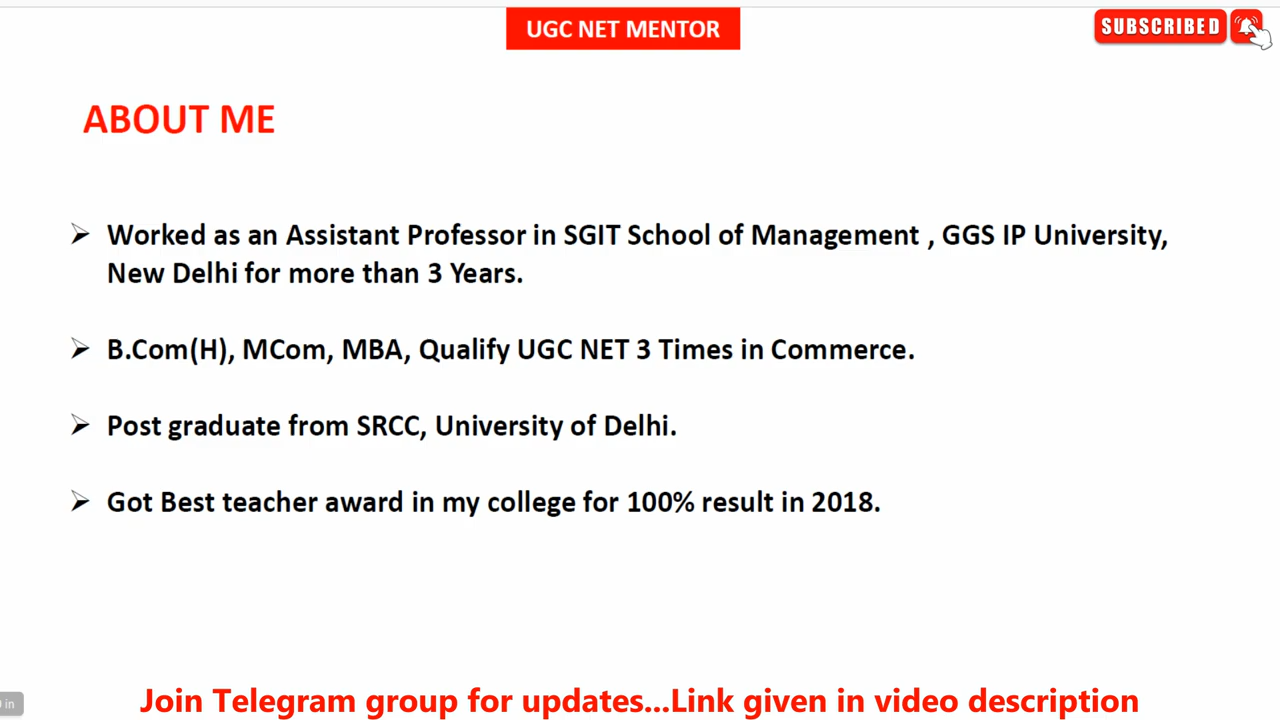 UGC NET MENTOR
SUBSCRIBED
ABOUT ME
➢ Worked as an Assistant Professor in SGIT School of Management , GGS IP University,
New Delhi for more than 3 Years.
➢ B.Com(H), MCom, MBA, Qualify UGC NET 3 Times in Commerce.
➢ Post graduate from SRCC, University of Delhi.
➢ Got Best teacher award in my college for 100% result in 2018.
in
Join Telegram group for updates...Link given in video description